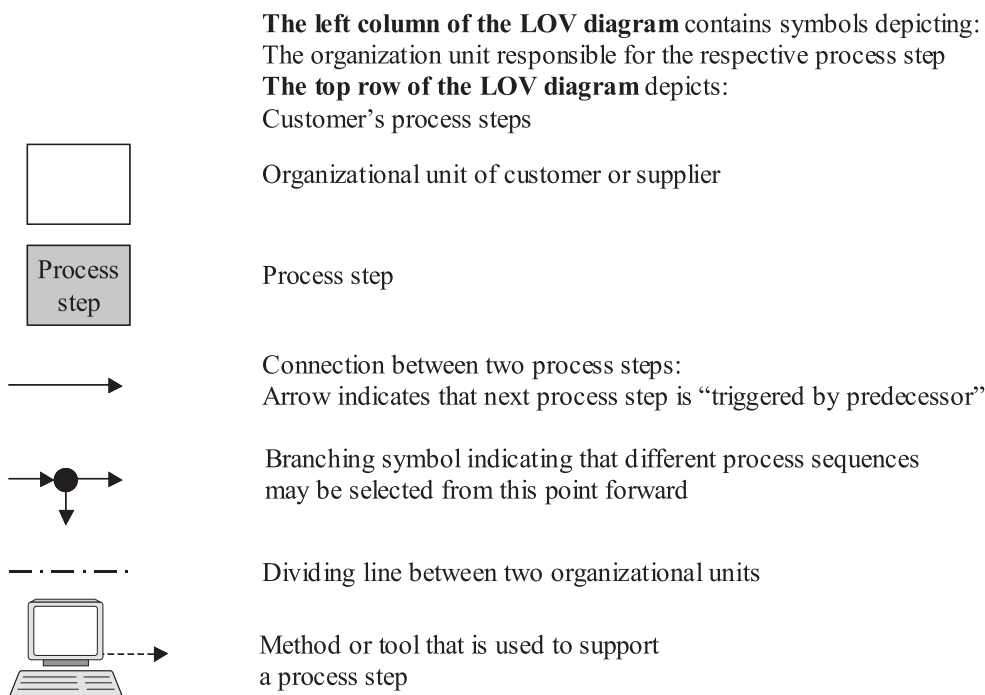 The left column of the LOV diagram contains symbols depicting:
The organization unit responsible for the respective process step
The top row of the LOV diagram depicts:
Customer's process steps
Organizational unit of customer or supplier
Process
step
Process step
Connection between two process steps:
Arrow indicates that next process step is “triggered by predecessor”
Branching symbol indicating that different process sequences
may be selected from this point forward
Dividing line between two organizational units
Method or tool that is used to support
a process step